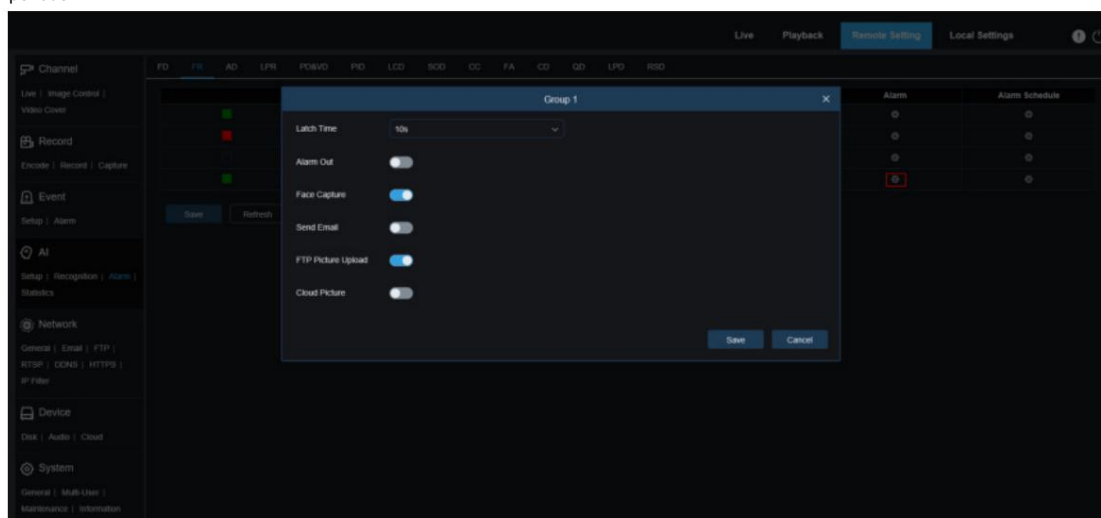 Live Playback Remote Setting Local Settings
Channel
Live | Image Control |
Video Cover
Record
Encode | Record | Capture
Event
Setup | Alarm
AI
Setup | Recognition | Alarm |
Statistics
Network
General | Email | FTP |
RTSP | DDNS | HTTPS |
IP Filter
Device
Disk | Audio | Cloud
System
General | Multi-User |
Maintenance | Information
FD FR AD LPR PD&VD PID LCD SOD CC FA CD QD LPD RSD
Alarm Alarm Schedule
Save Refresh
Group 1
Latch Time 10s
Alarm Out
Face Capture
Send Email
FTP Picture Upload
Cloud Picture
Save Cancel